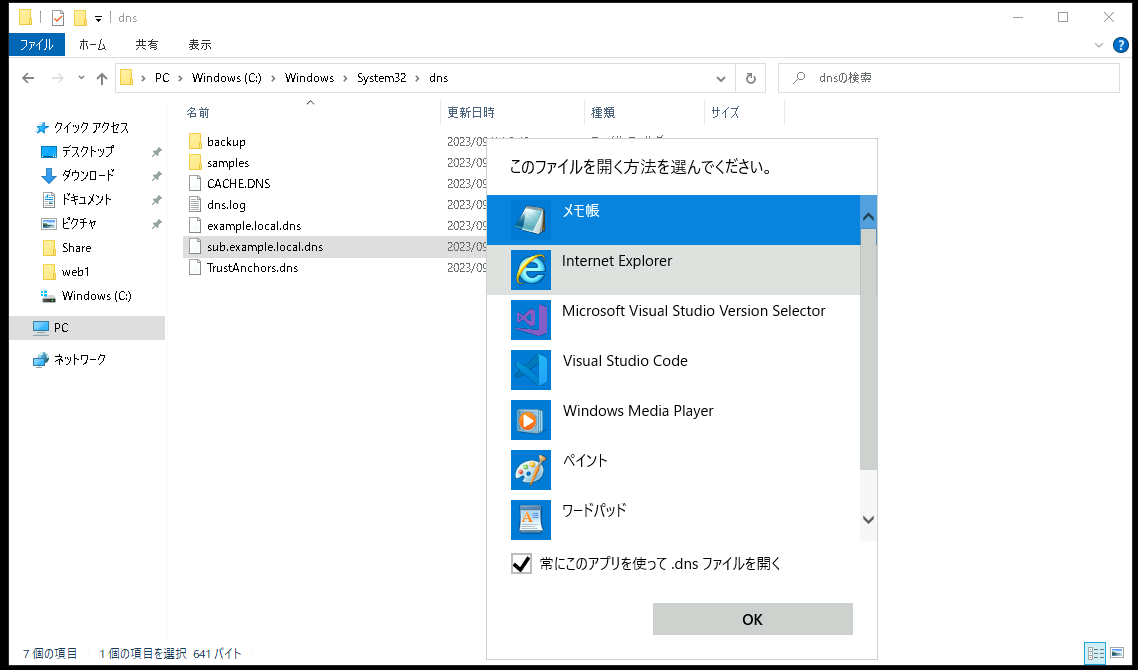 dns
ファイル ホーム 共有 表示
PC Windows (C:) Windows System32 dns
dnsの検索
名前 更新日時 種類 サイズ
クイック アクセス
デスクトップ
ダウンロード
ドキュメント
ピクチャ
Share
web1
Windows (C:)
PC
ネットワーク
backup 2023/09
samples 2023/09
CACHE.DNS 2023/09
dns.log 2023/09
example.local.dns 2023/09
sub.example.local.dns 2023/09
TrustAnchors.dns 2023/09
このファイルを開く方法を選んでください。
メモ帳
Internet Explorer
Microsoft Visual Studio Version Selector
Visual Studio Code
Windows Media Player
ペイント
ワードパッド
常にこのアプリを使って .dns ファイルを開く
OK
7 個の項目 1 個の項目を選択 641 バイト